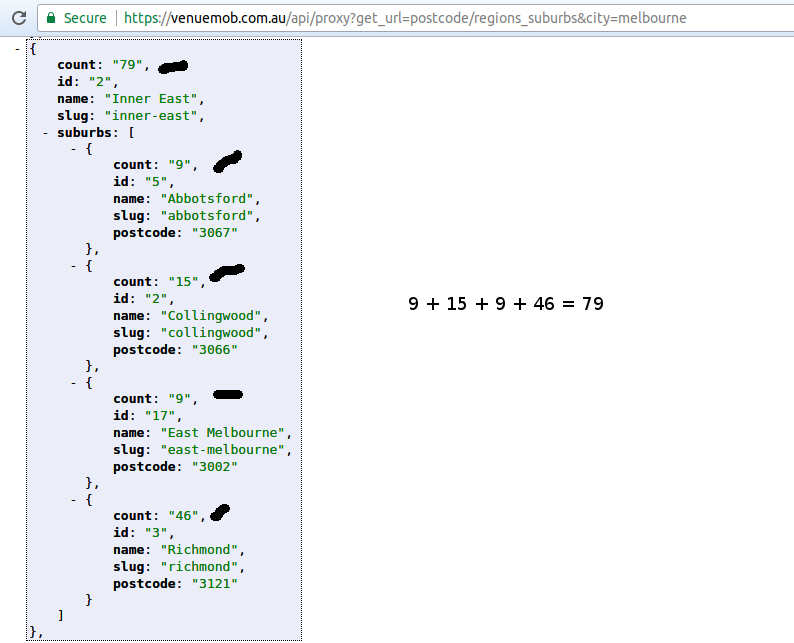 Secure https://venuemob.com.au/api/proxy?get_url=postcode/regions_suburbs&city=melbourne
- {
count: "79",
id: "2",
name: "Inner East",
slug: "inner-east",
- suburbs: [
- {
count: "9",
id: "5",
name: "Abbotsford",
slug: "abbotsford",
postcode: "3067"
},
- {
count: "15",
id: "2",
name: "Collingwood",
slug: "collingwood",
postcode: "3066"
},
- {
count: "9",
id: "17",
name: "East Melbourne",
slug: "east-melbourne",
postcode: "3002"
},
- {
count: "46",
id: "3",
name: "Richmond",
slug: "richmond",
postcode: "3121"
}
]
},
9 + 15 + 9 + 46 = 79